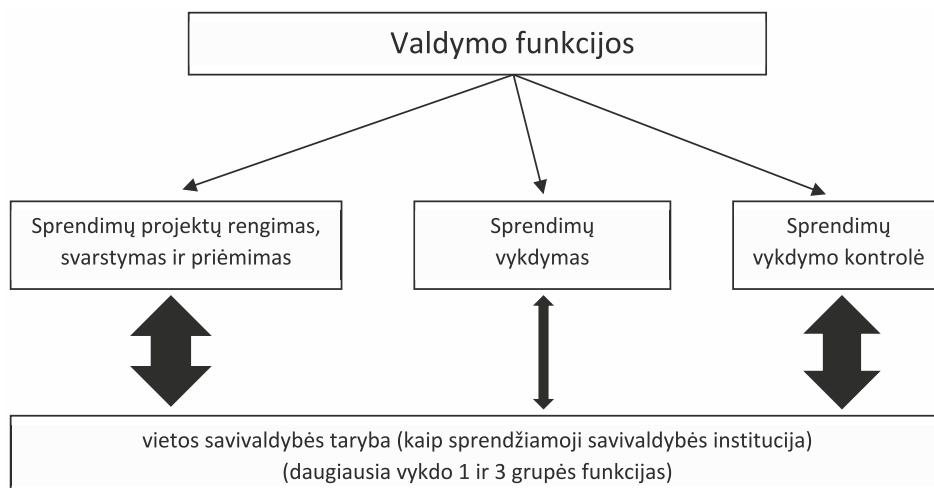 Valdymo funkcijos
Sprendimų projektų rengimas,
svarstymas ir priėmimas
Sprendimų
vykdymas
Sprendimų
vykdymo kontrolė
vietos savivaldybės taryba (kaip sprendžiamoji savivaldybės institucija)
(daugiausia vykdo 1 ir 3 grupės funkcijas)